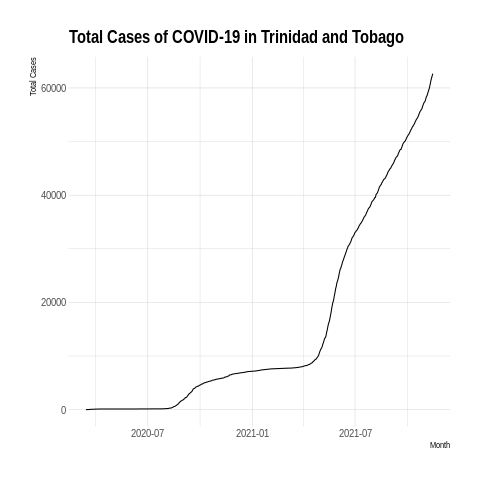 Total Cases of COVID-19 in Trinidad and Tobago
Total Cases
60000
40000
20000
0
2020-07 2021-01 2021-07
Month